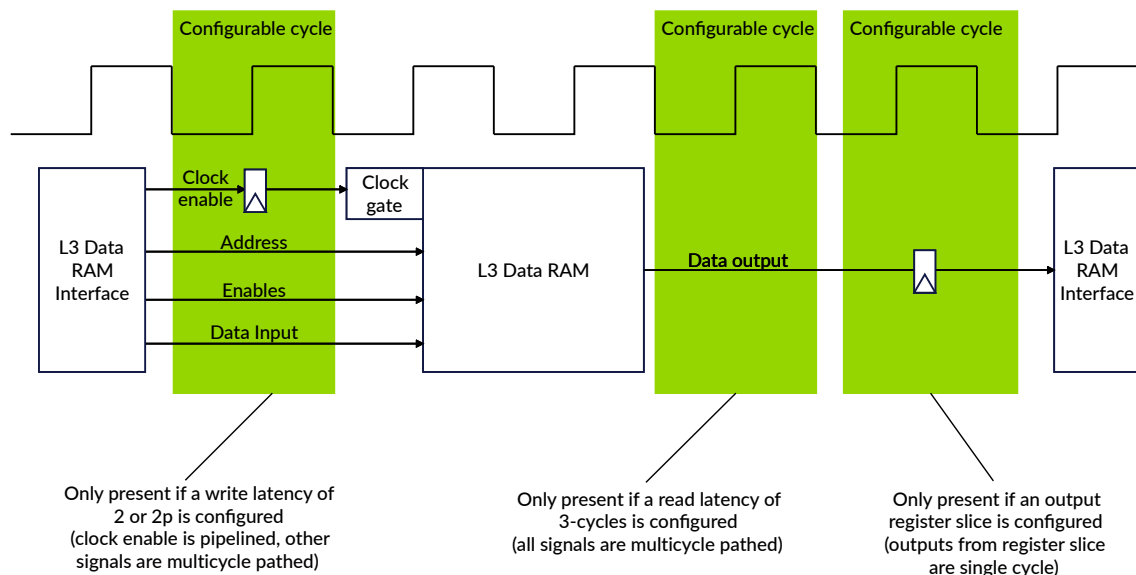 Configurable cycle
Configurable cycle
Configurable cycle
Clock
enable
Clock
gate
Address
Enables
Data Input
L3 Data
RAM
Interface
L3 Data RAM
Data output
L3 Data
RAM
Interface
Only present if a write latency of
2 or 2p is configured
(clock enable is pipelined, other
signals are multicycle pathed)
Only present if a read latency of
3-cycles is configured
(all signals are multicycle pathed)
Only present if an output
register slice is configured
(outputs from register slice
are single cycle)